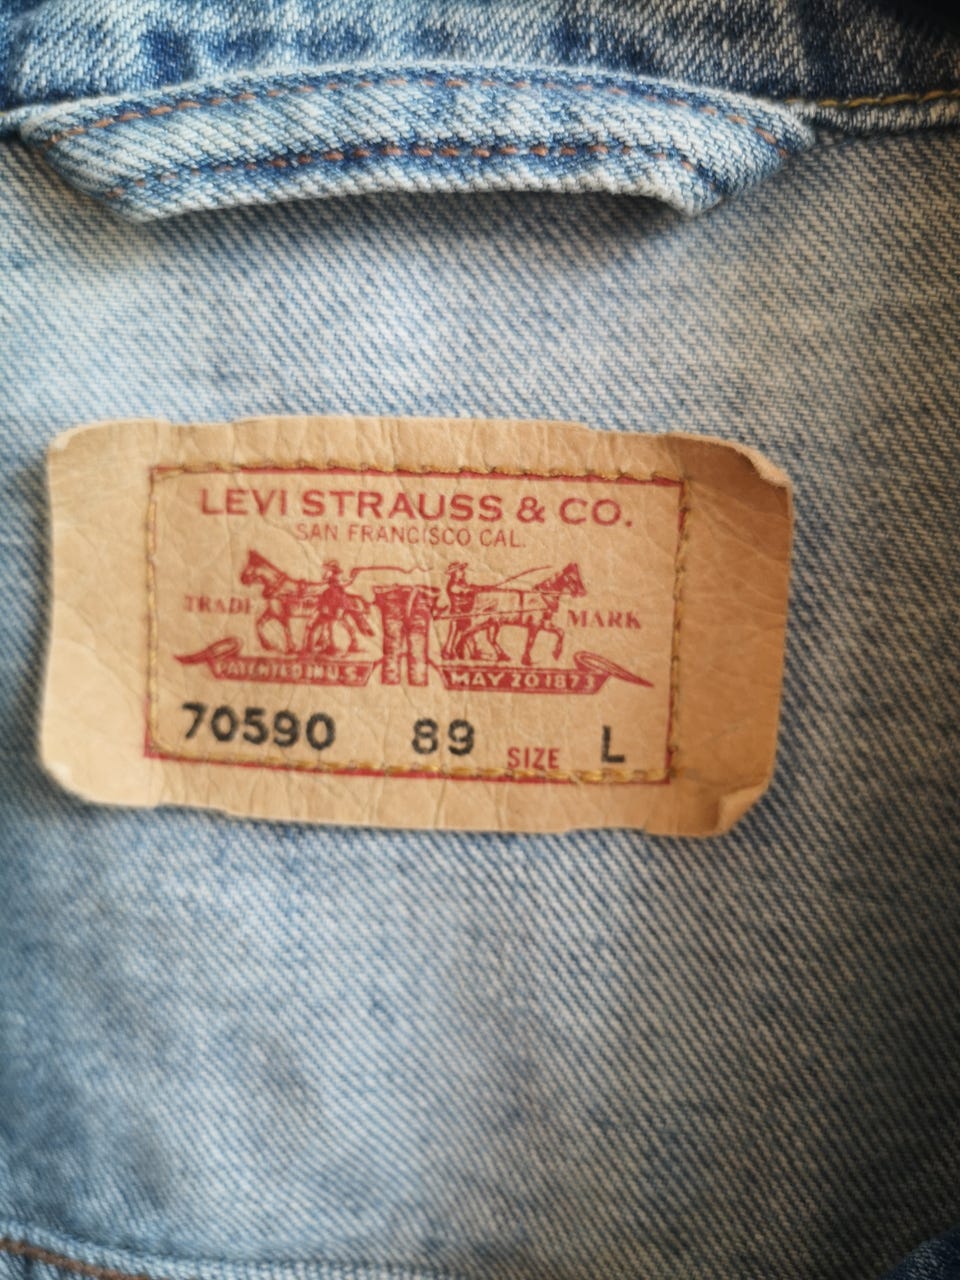 LEVI STRAUSS & CO.
SAN FRANCISCO CAL.
TRADE MARK
PATENTED IN U.S. MAY 20 1873
70590 89 SIZE L